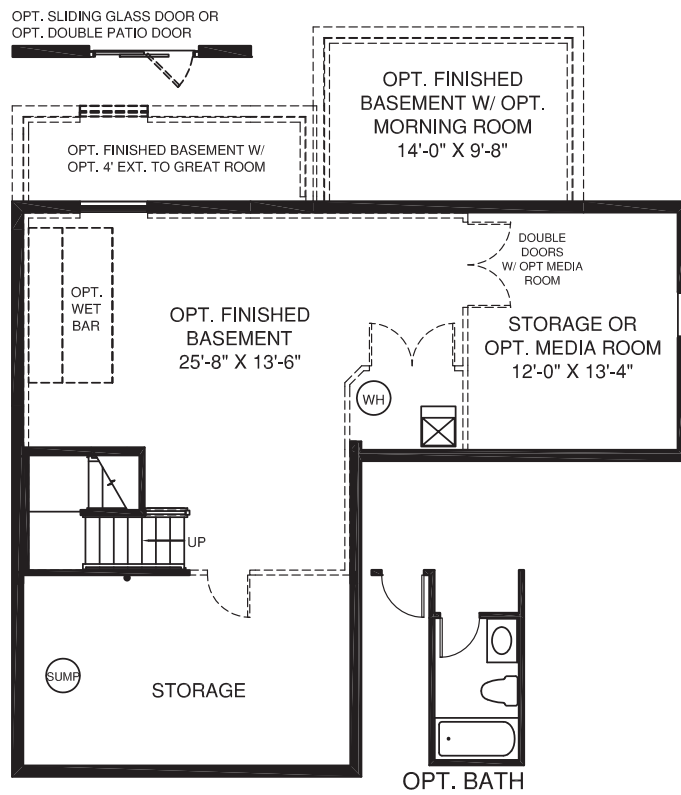 OPT. SLIDING GLASS DOOR OR
OPT. DOUBLE PATIO DOOR
OPT. FINISHED
BASEMENT W/ OPT.
MORNING ROOM
14'-0" X 9'-8"
OPT. FINISHED BASEMENT W/
OPT. 4' EXT. TO GREAT ROOM
DOUBLE
DOORS
W/ OPT MEDIA
ROOM
OPT.
WET
BAR
OPT. FINISHED
BASEMENT
25'-8" X 13'-6"
STORAGE OR
OPT. MEDIA ROOM
12'-0" X 13'-4"
WH
UP
SUMP
STORAGE
OPT. BATH